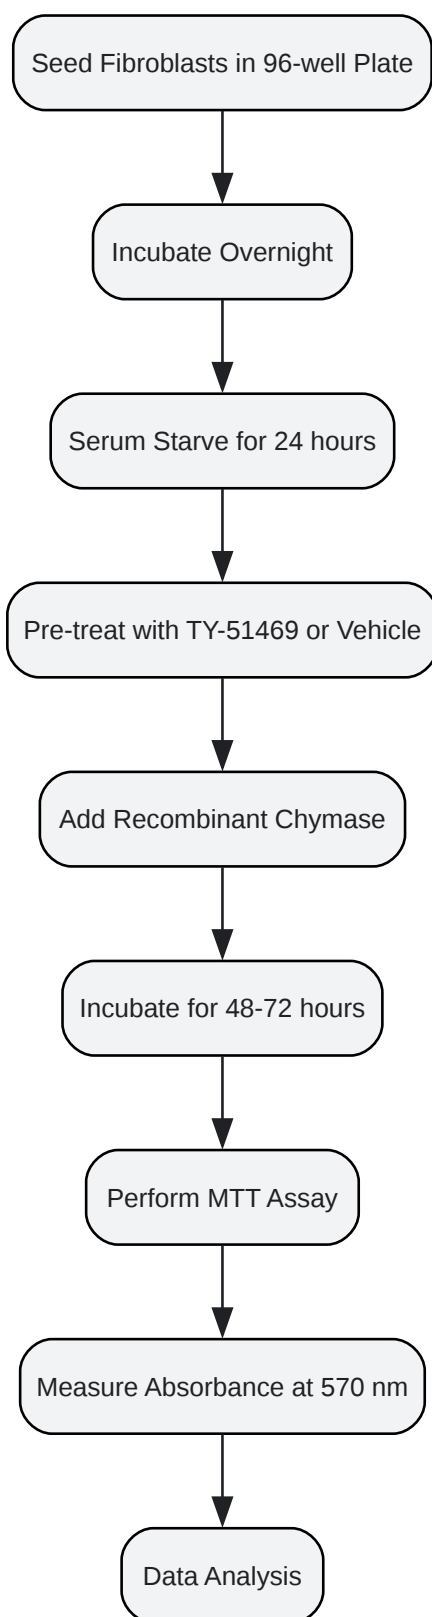 Seed Fibroblasts in 96-well Plate
Incubate Overnight
Serum Starve for 24 hours
Pre-treat with TY-51469 or Vehicle
Add Recombinant Chymase
Incubate for 48-72 hours
Perform MTT Assay
Measure Absorbance at 570 nm
Data Analysis